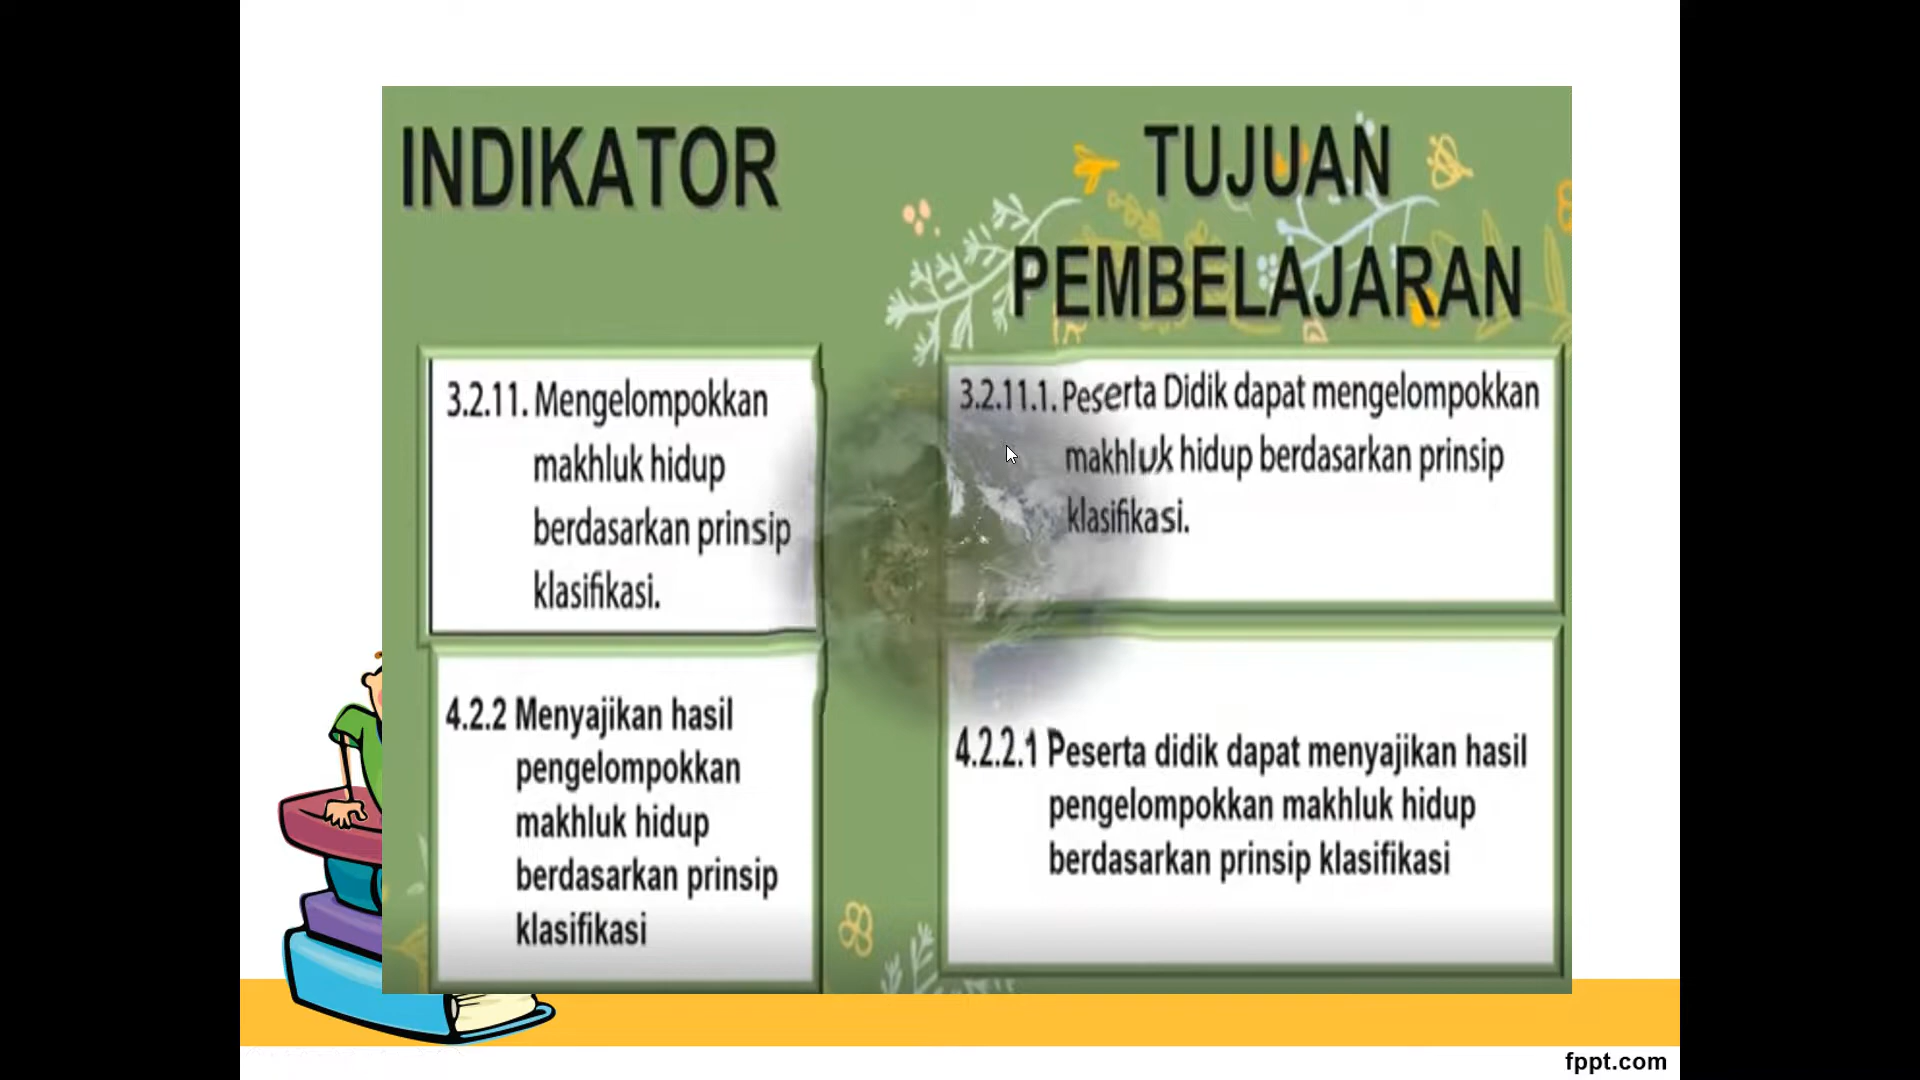 INDIKATOR
TUJUAN
PEMBELAJARAN
3.2.11. Mengelompokkan
makhluk hidup
berdasarkan prinsip
klasifikasi.
3.2.11.1. Peserta Didik dapat mengelompokkan
makhluk hidup berdasarkan prinsip
klasifikasi.
4.2.2 Menyajikan hasil
pengelompokkan
makhluk hidup
berdasarkan prinsip
klasifikasi
4.2.2.1 Peserta didik dapat menyajikan hasil
pengelompokkan makhluk hidup
berdasarkan prinsip klasifikasi
fppt.com